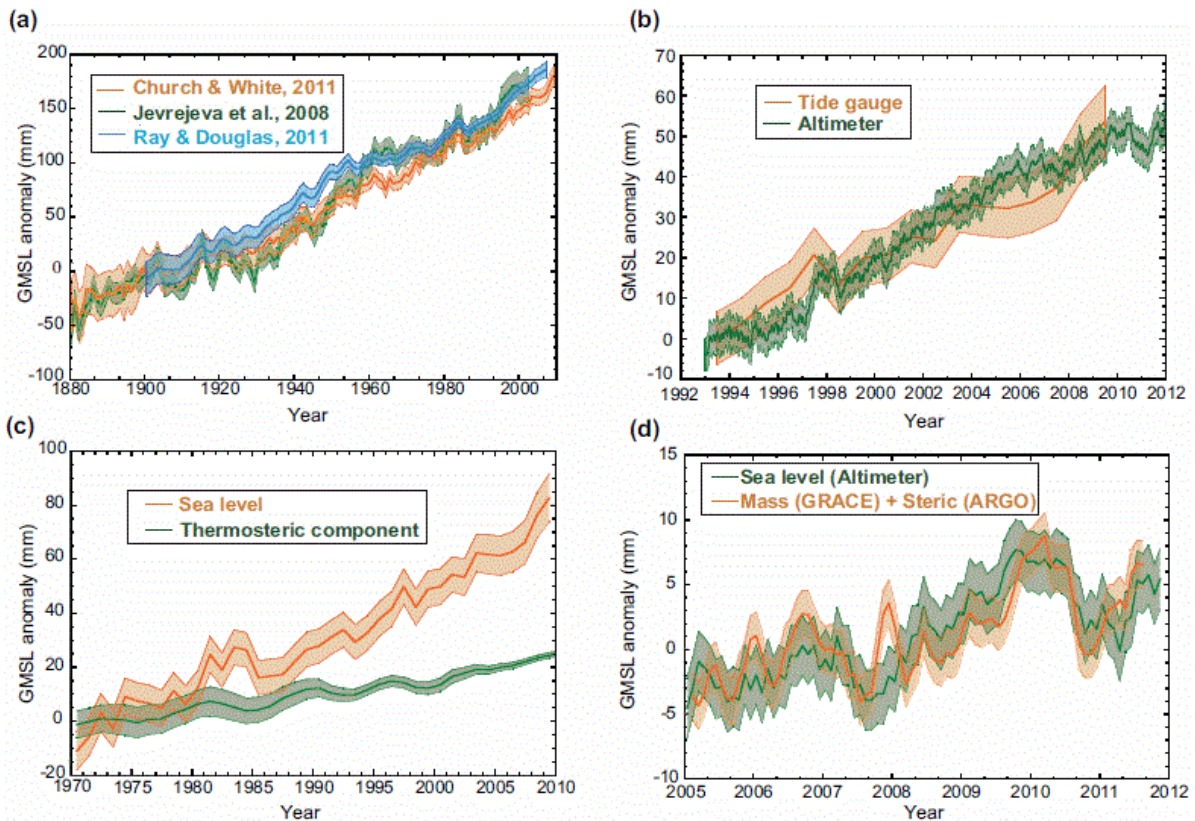 (a)
200
150
100
50
0
-50
-100
GMSL anomaly (mm)
Church & White, 2011
Jevrejeva et al., 2008
Ray & Douglas, 2011
1880 1900 1920 1940 1960 1980 2000
Year
(b)
70
60
50
40
30
20
10
0
-10
GMSL anomaly (mm)
Tide gauge
Altimeter
1992 1994 1996 1998 2000 2002 2004 2006 2008 2010 2012
Year
(c)
100
80
60
40
20
0
-20
GMSL anomaly (mm)
Sea level
Thermosteric component
1970 1975 1980 1985 1990 1995 2000 2005 2010
Year
(d)
15
10
5
0
-5
-10
GMSL anomaly (mm)
Sea level (Altimeter)
Mass (GRACE) + Steric (ARGO)
2005 2006 2007 2008 2009 2010 2011 2012
Year